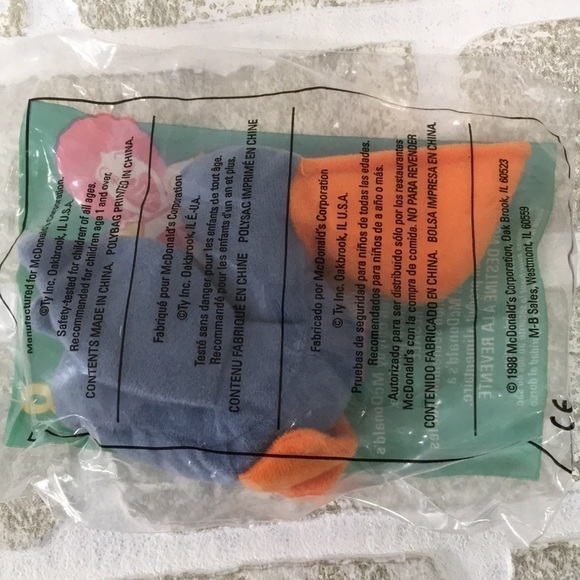 Manufactured for McDonald's Corporation.
©Ty Inc. Oakbrook, IL U.S.A.
Safety-tested for children of all ages.
Recommended for children age 1 and over
CONTENTS MADE IN CHINA. POLYBAG PRINTED IN CHINA.
Fabriqué pour McDonald's Corporation
©Ty Inc. Oakbrook, IL É-UA.
Testé sans danger pour les enfants de tout âge.
Recommandé pour les enfants d'un an et plus.
CONTENU FABRIQUÉ EN CHINE POLYSAC IMPRIMÉ EN CHINE
Fabricado por McDonald's Corporation
©Ty Inc. Oakbrook, IL U.S.A.
Pruebas de seguridad para niños de todas las edades.
Recomendados para niños de a año o más.
Autorizado para ser distribuido sólo por los restaurantes
McDonald's con la compra de comida. NO PARA REVENDER
CONTENIDO FABRICADO EN CHINA. BOLSA IMPRESA EN CHINA.
© 1998 McDonald's Corporation, Oak Brook, IL 60523
M-B Sales, Westmont, IL 60559
CE